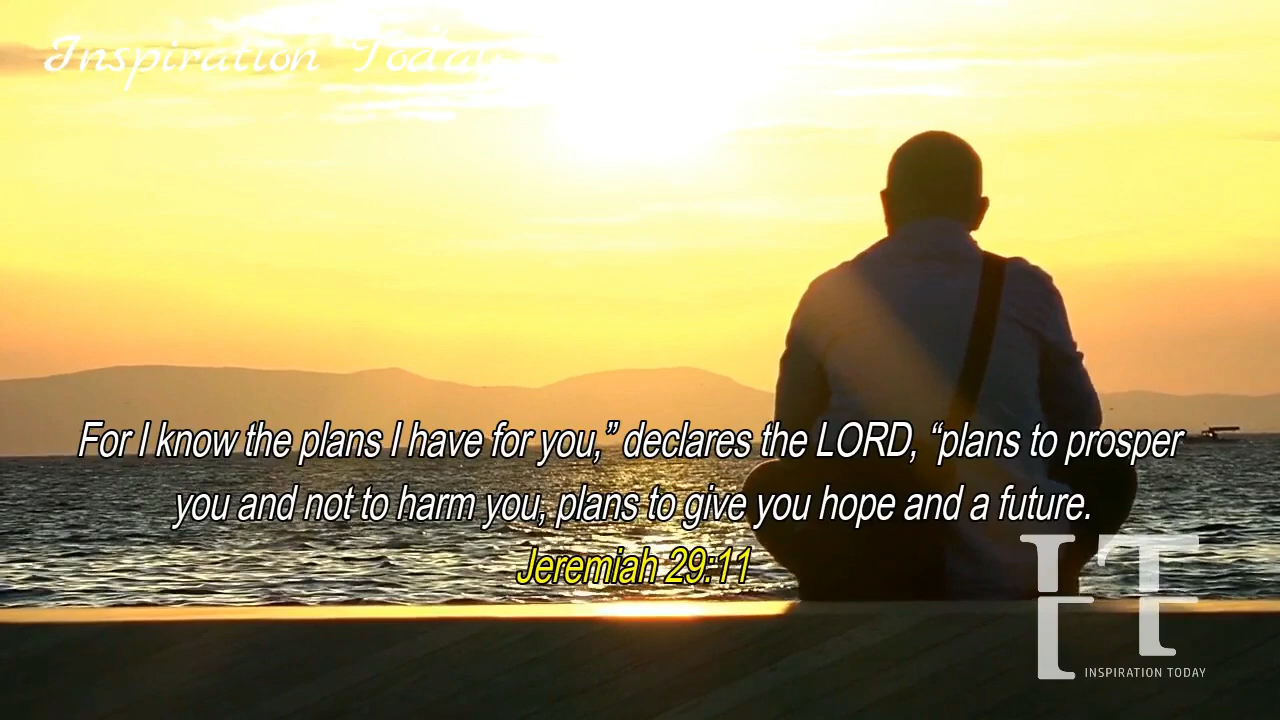 Inspiration Today
For I know the plans I have for you,” declares the LORD, “plans to prosper
you and not to harm you, plans to give you hope and a future.
Jeremiah 29:11
IT
INSPIRATION TODAY